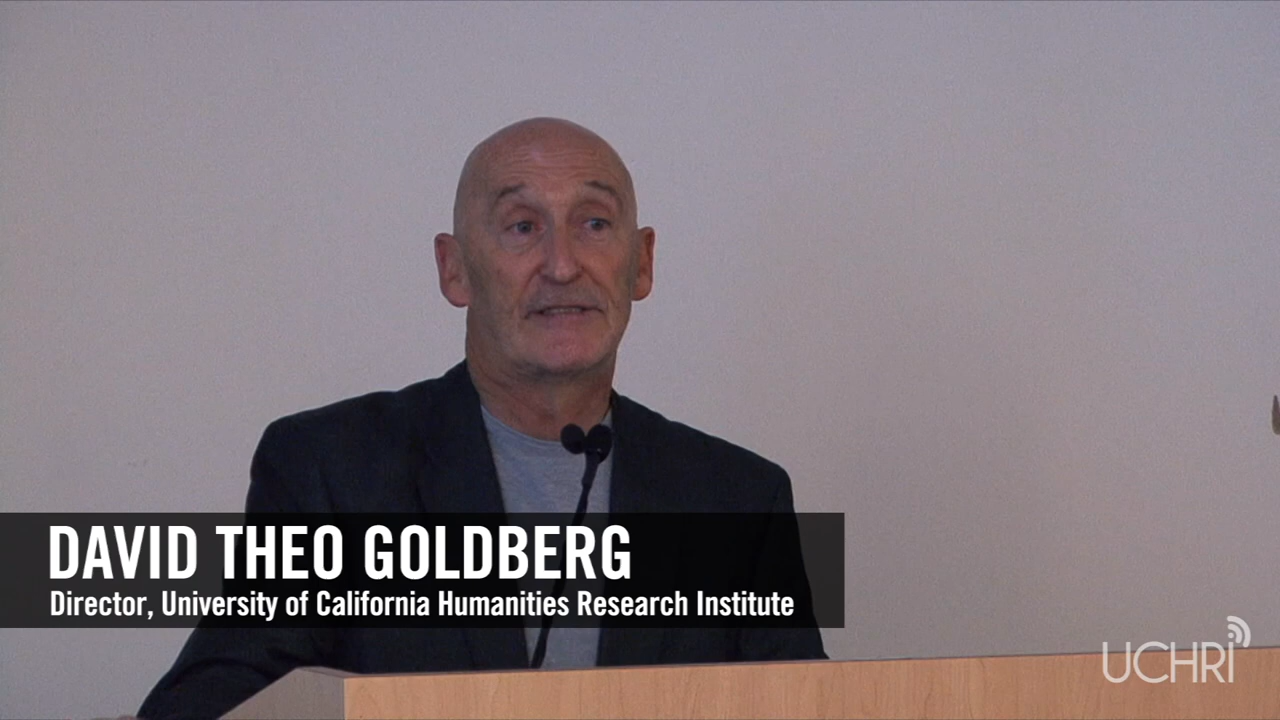 DAVID THEO GOLDBERG
Director, University of California Humanities Research Institute
UCHRI